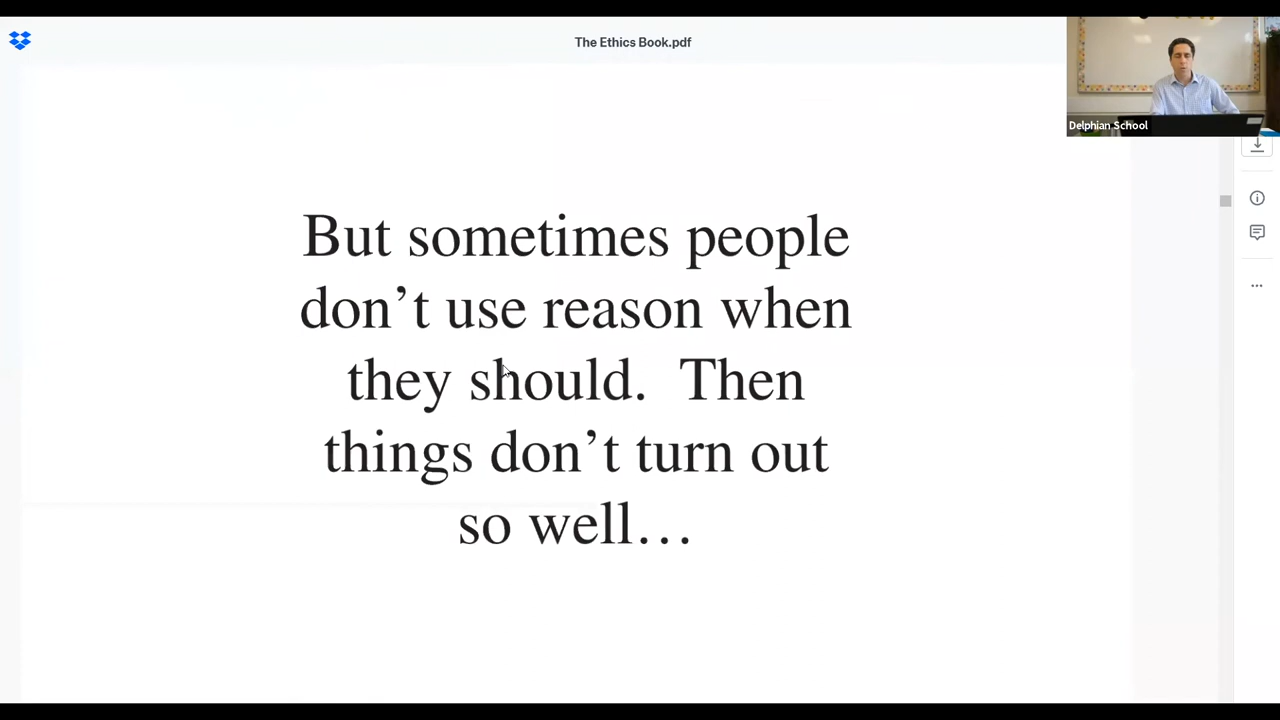 The Ethics Book.pdf
Delphian School
But sometimes people
don’t use reason when
they should.  Then
things don’t turn out
so well…